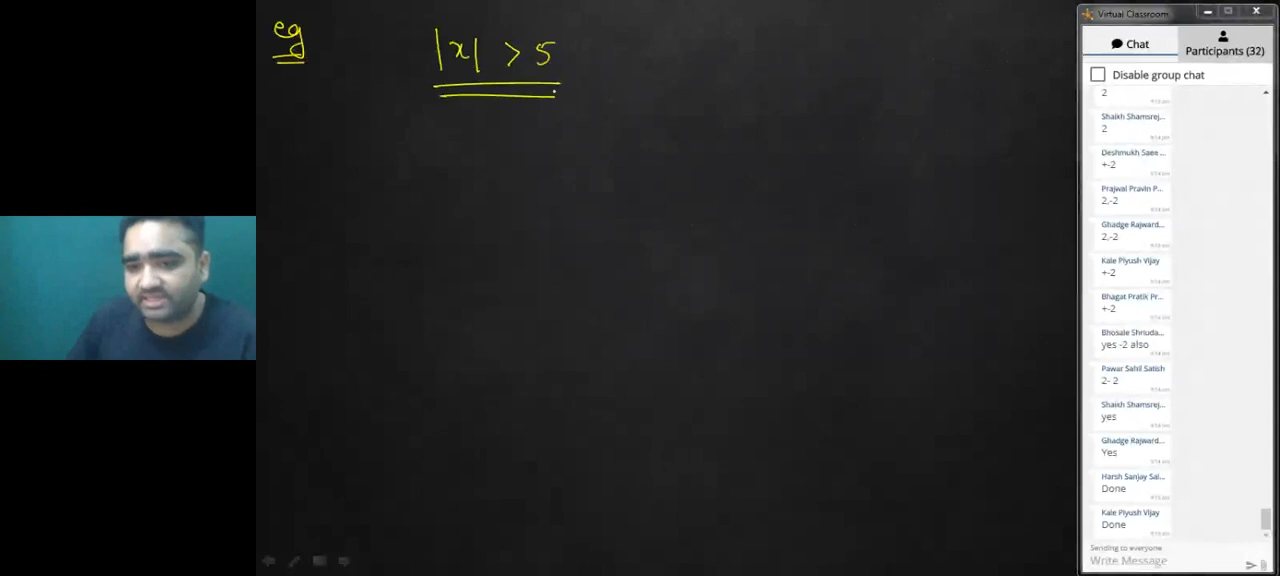 eg
|x| > 5
Virtual Classroom
Chat
Participants (32)
Disable group chat
2
Shaikh Shamsrej...
2
Deshmukh Saee ...
+-2
Prajwal Pravin P...
2,-2
Ghadge Rajward...
2,-2
Kale Piyush Vijay
+-2
Bhagat Pratik Pr...
+-2
Bhosale Shruda...
yes -2 also
Pawar Sahil Satish
2- 2
Shaikh Shamsrej...
yes
Ghadge Rajward...
Yes
Harsh Sanjay Sal...
Done
Kale Piyush Vijay
Done
Sending to everyone
Write Message